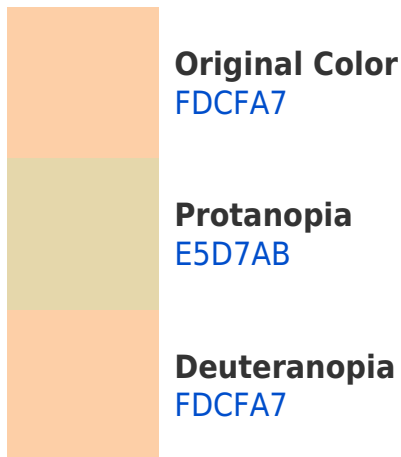 Original Color
FDCFA7
Protanopia
E5D7AB
Deuteranopia
FDCFA7